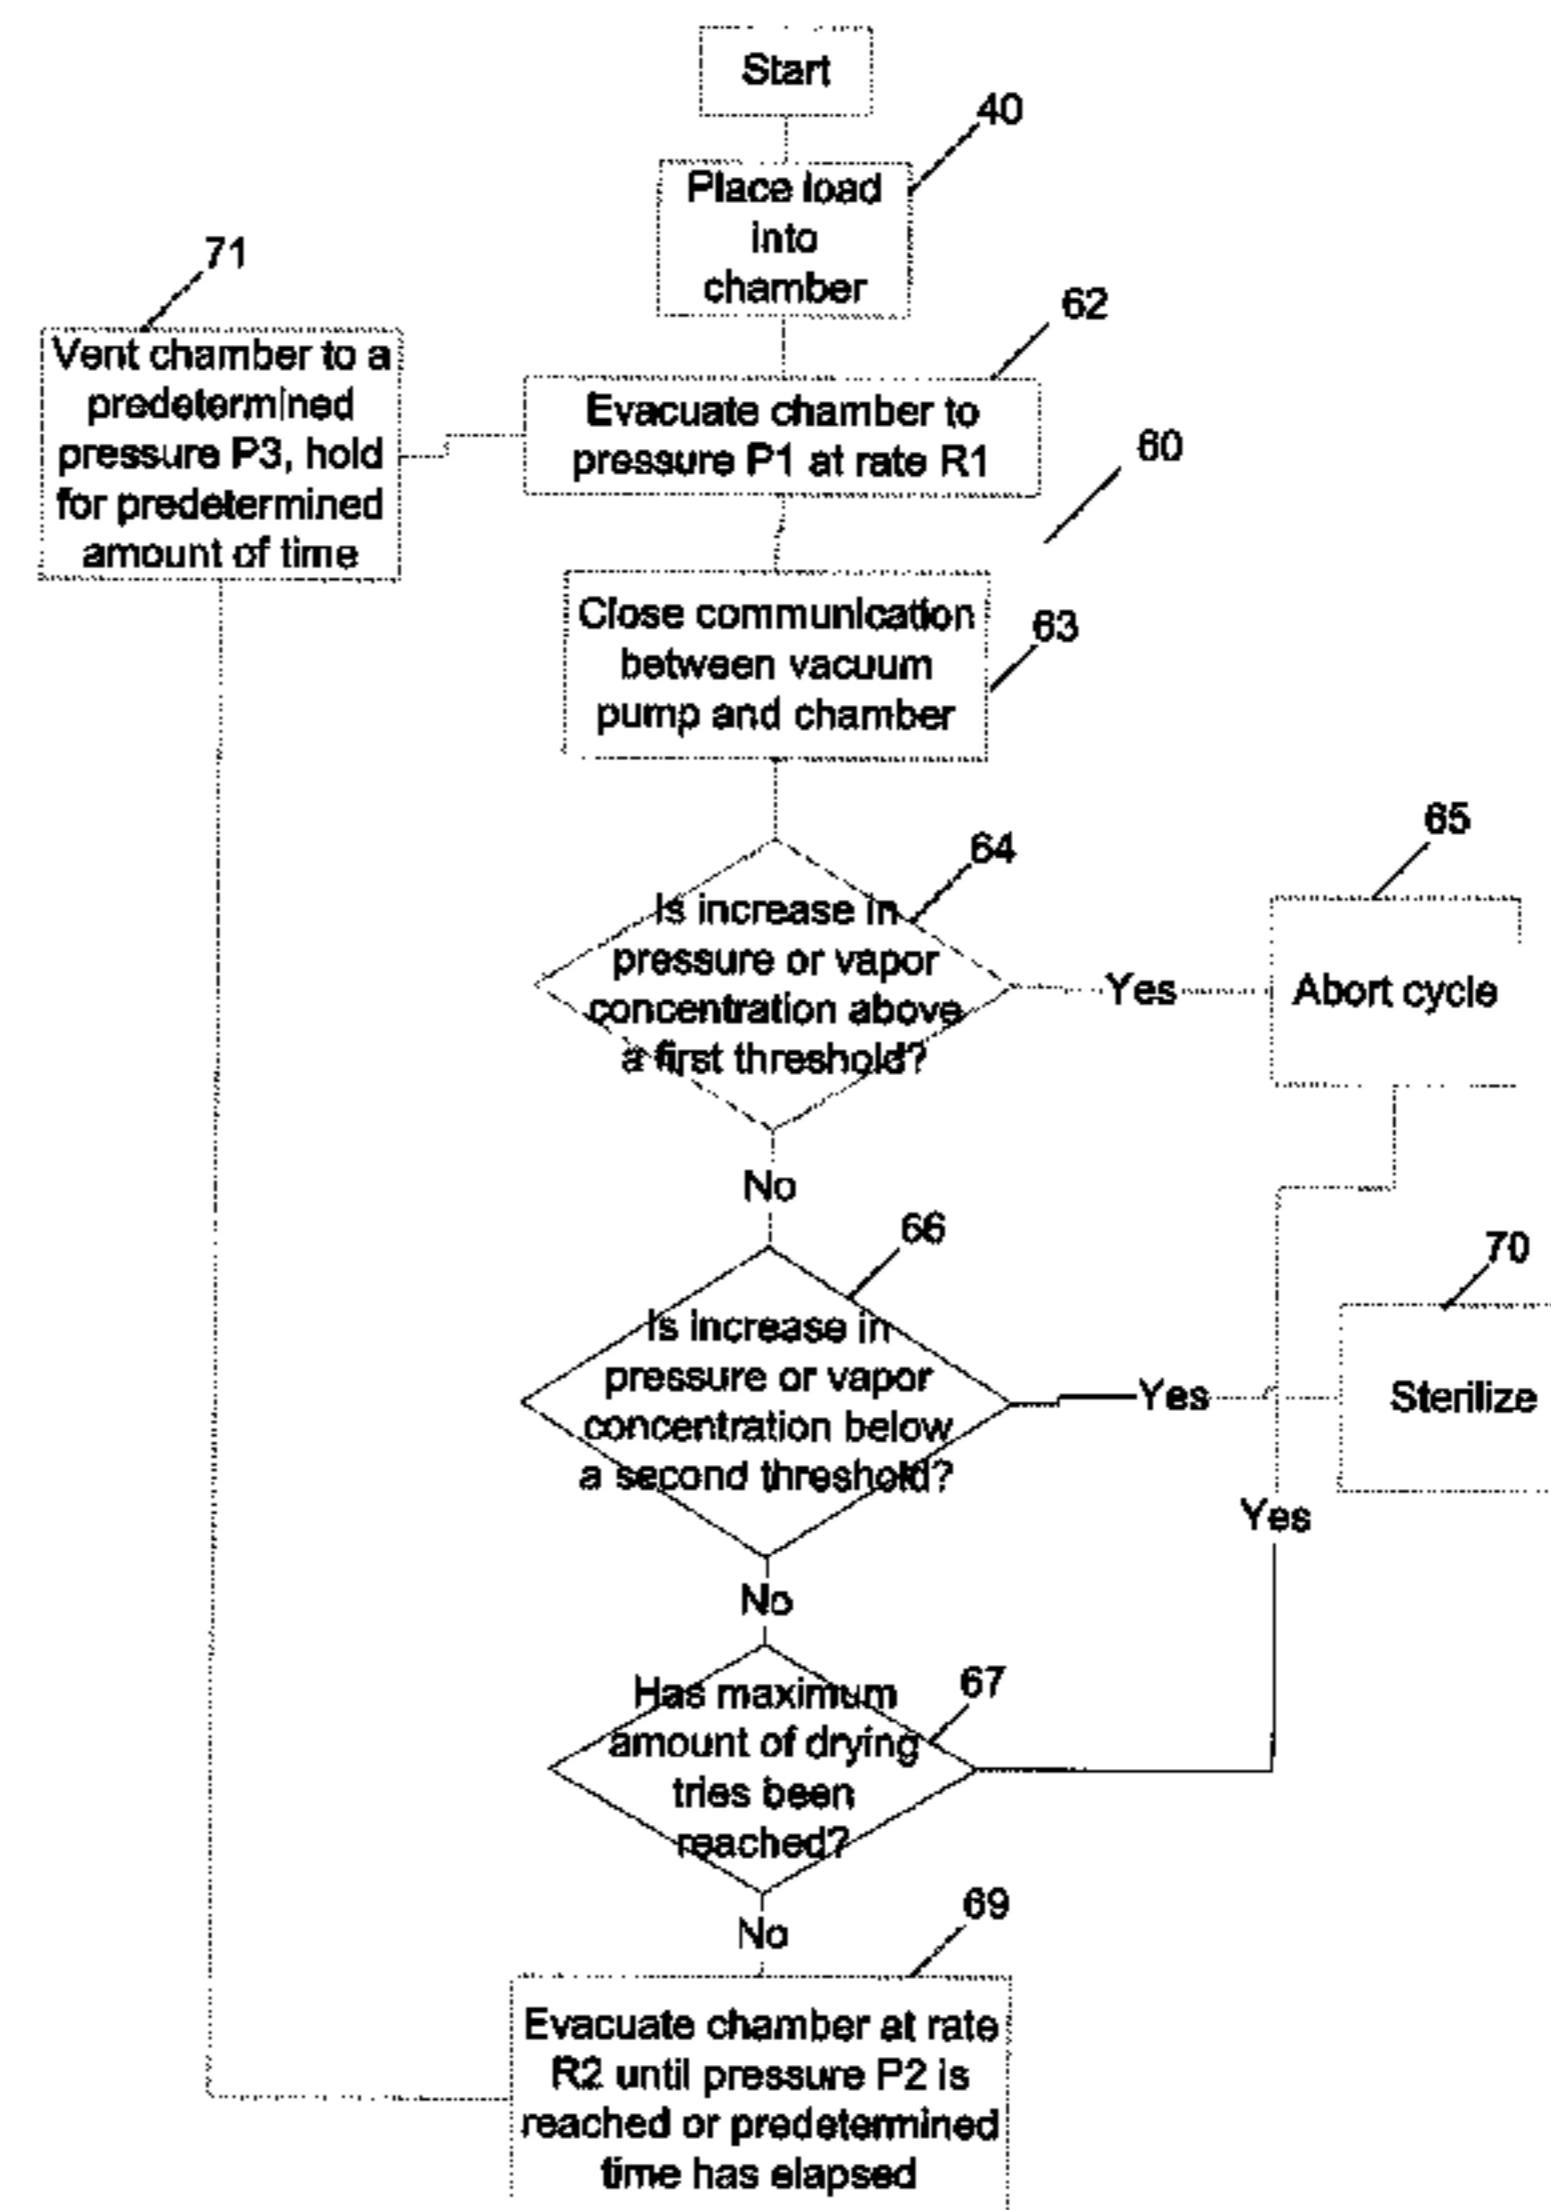 Start
40
Place load
into
chamber
71
Vent chamber to a
predetermined
pressure P3, hold
for predetermined
amount of time
62
Evacuate chamber to
pressure P1 at rate R1
60
Close communication
between vacuum
pump and chamber
63
64
Is increase in
pressure or vapor
concentration above
a first threshold?
Yes
65
Abort cycle
No
66
Is increase in
pressure or vapor
concentration below
a second threshold?
Yes
70
Sterilize
Yes
No
67
Has maximum
amount of drying
tries been
reached?
No
69
Evacuate chamber at rate
R2 until pressure P2 is
reached or predetermined
time has elapsed